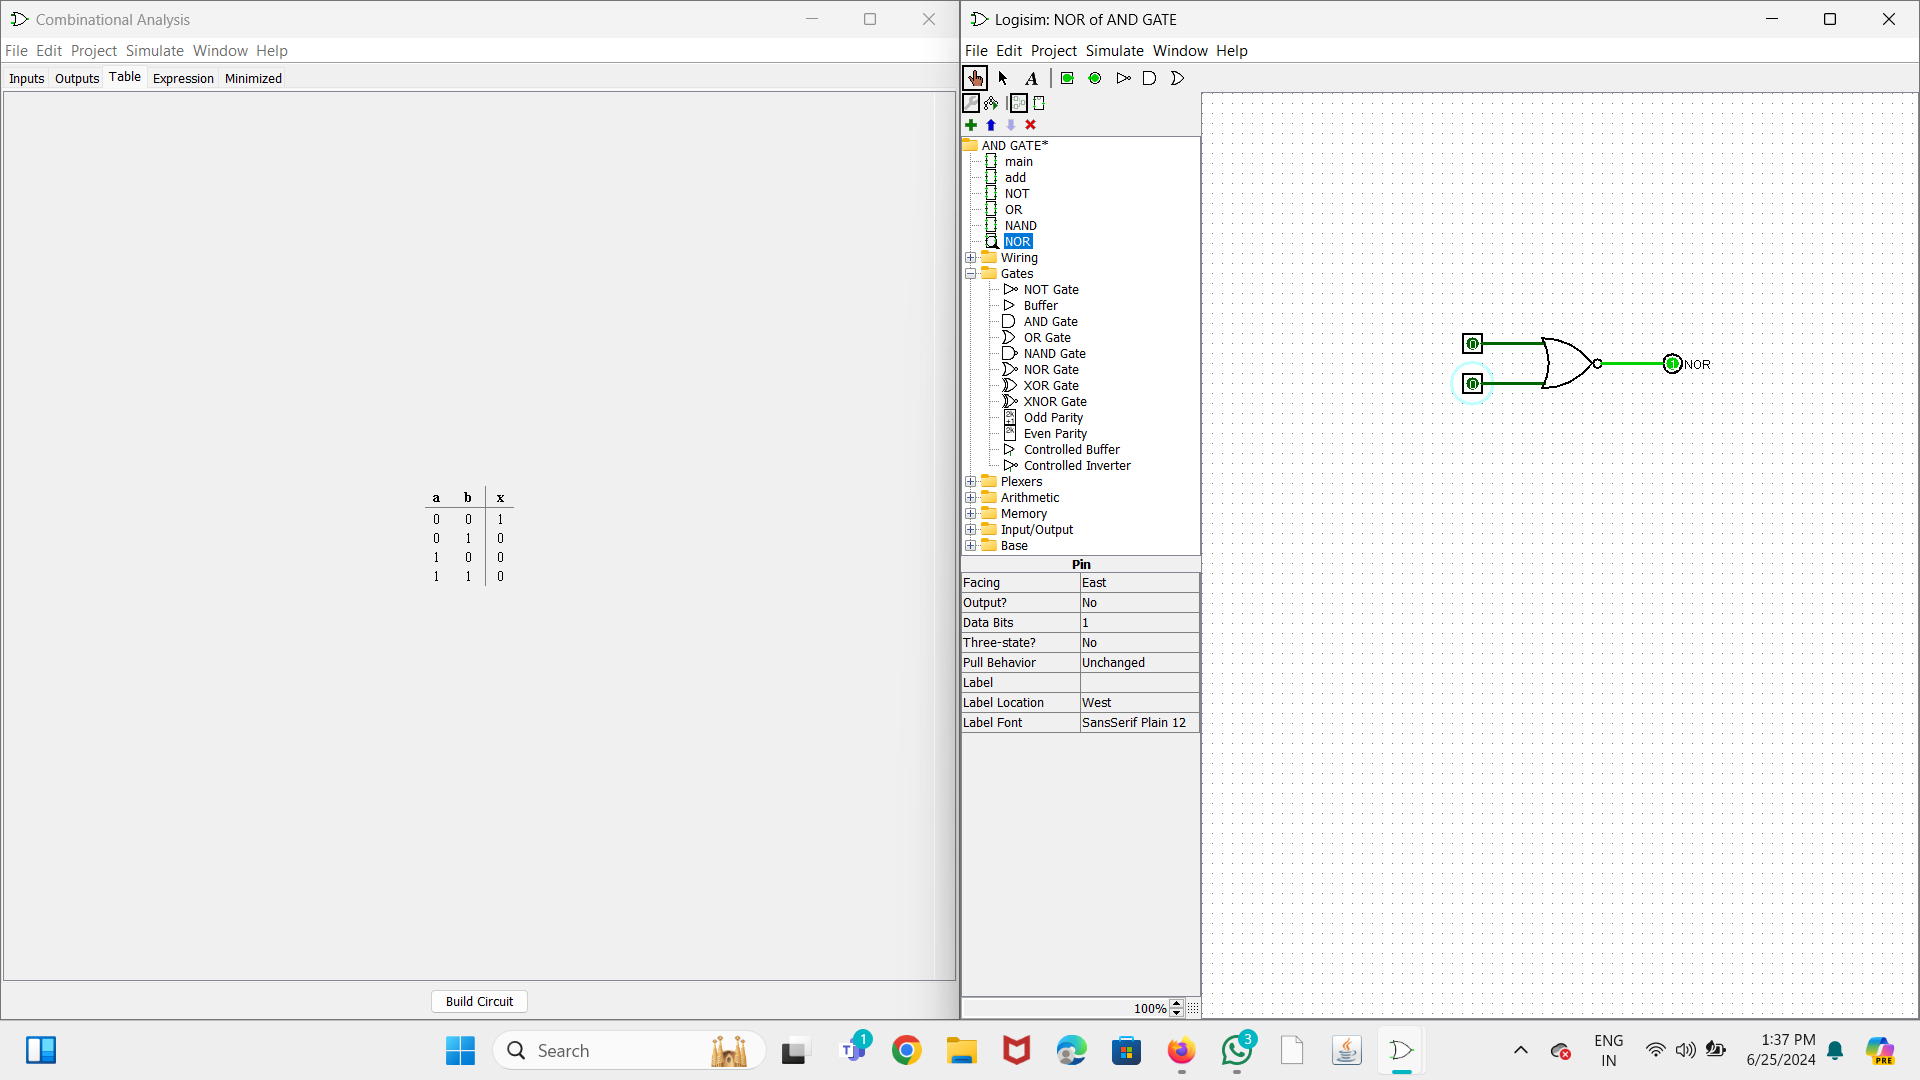 Combinational Analysis
File Edit Project Simulate Window Help
Inputs Outputs Table Expression Minimized
a b x
0 0 1
0 1 0
1 0 0
1 1 0
Build Circuit
Logisim: NOR of AND GATE
File Edit Project Simulate Window Help
A
AND GATE*
main
add
NOT
OR
NAND
NOR
Wiring
Gates
NOT Gate
Buffer
AND Gate
OR Gate
NAND Gate
NOR Gate
XOR Gate
XNOR Gate
Odd Parity
Even Parity
Controlled Buffer
Controlled Inverter
Plexers
Arithmetic
Memory
Input/Output
Base
Pin
Facing East
Output? No
Data Bits 1
Three-state? No
Pull Behavior Unchanged
Label
Label Location West
Label Font SansSerif Plain 12
100%
0
0
1 NOR
Search
1
3
ENG
IN
1:37 PM
6/25/2024
PRE